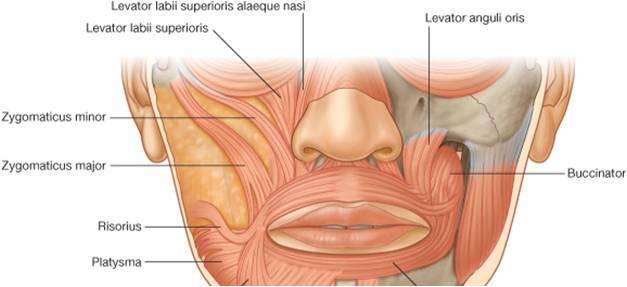 Levator labii superioris alaeque nasi
Levator labii superioris
Levator anguli oris
Zygomaticus minor
Zygomaticus major
Buccinator
Risorius
Platysma